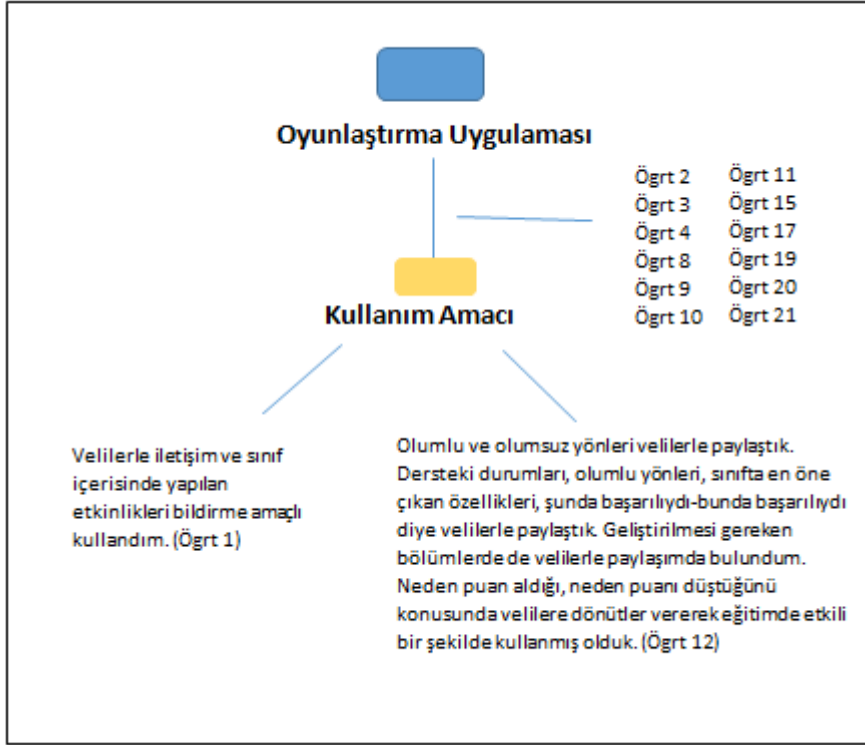 Oyunlaştırma Uygulaması
Ögrt 2 Ögrt 11
Ögrt 3 Ögrt 15
Ögrt 4 Ögrt 17
Ögrt 8 Ögrt 19
Ögrt 9 Ögrt 20
Ögrt 10 Ögrt 21
Kullanım Amacı
Velilerle iletişim ve sınıf
içerisinde yapılan
etkinlikleri bildirme amaçlı
kullandım. (Ögrt 1)
Olumlu ve olumsuz yönleri velilerle paylaştık.
Dersteki durumları, olumlu yönleri, sınıfta en öne
çıkan özellikleri, şunda başarılıydı-bunda başarılıydı
diye velilerle paylaştık. Geliştirilmesi gereken
bölümlerde de velilerle paylaşımda bulundum.
Neden puan aldığı, neden puanı düştüğünü
konusunda velilere dönütler vererek eğitimde etkili
bir şekilde kullanmış olduk. (Ögrt 12)